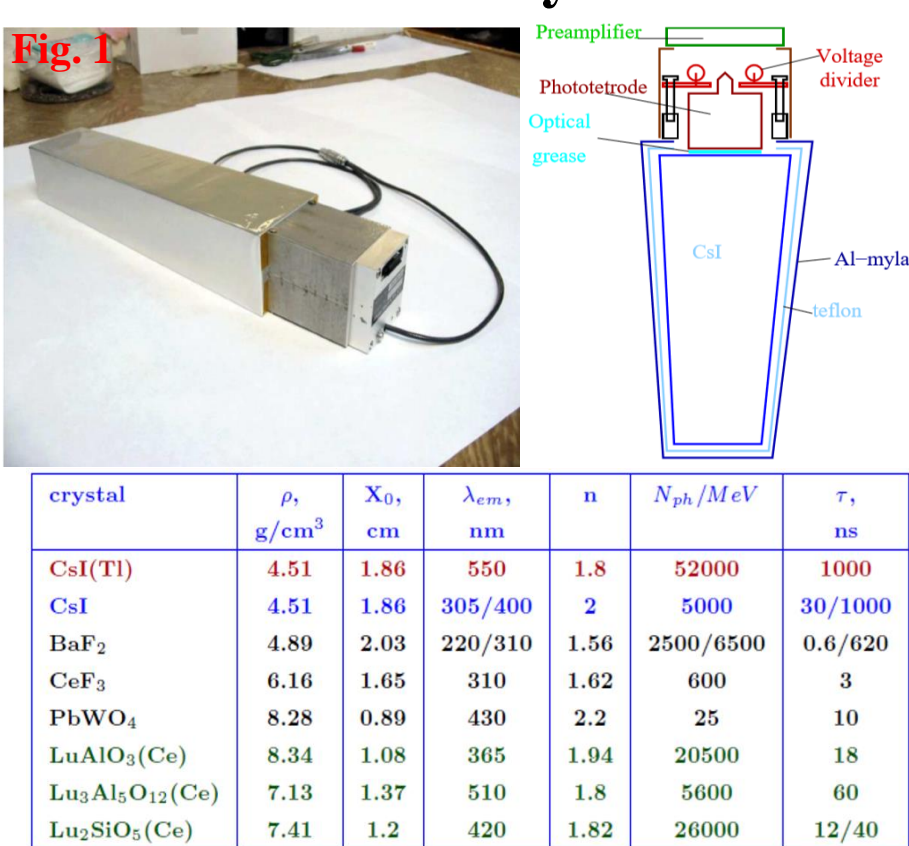 Fig. 1
Preamplifier
Voltage
divider
Phototetrode
Optical
grease
CsI
Al−myla
teflon
crystal ρ, X₀, λₑₘ, n Nₚₕ/MeV τ,
g/cm³ cm nm ns
CsI(Tl) 4.51 1.86 550 1.8 52000 1000
CsI 4.51 1.86 305/400 2 5000 30/1000
BaF₂ 4.89 2.03 220/310 1.56 2500/6500 0.6/620
CeF₃ 6.16 1.65 310 1.62 600 3
PbWO₄ 8.28 0.89 430 2.2 25 10
LuAlO₃(Ce) 8.34 1.08 365 1.94 20500 18
Lu₃Al₅O₁₂(Ce) 7.13 1.37 510 1.8 5600 60
Lu₂SiO₅(Ce) 7.41 1.2 420 1.82 26000 12/40